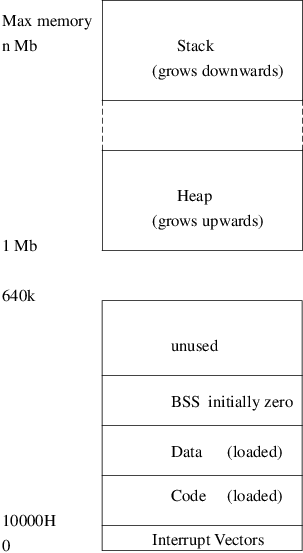 Max memory
n Mb
Stack
(grows downwards)
Heap
(grows upwards)
1 Mb
640k
unused
BSS initially zero
Data (loaded)
Code (loaded)
10000H
Interrupt Vectors
0